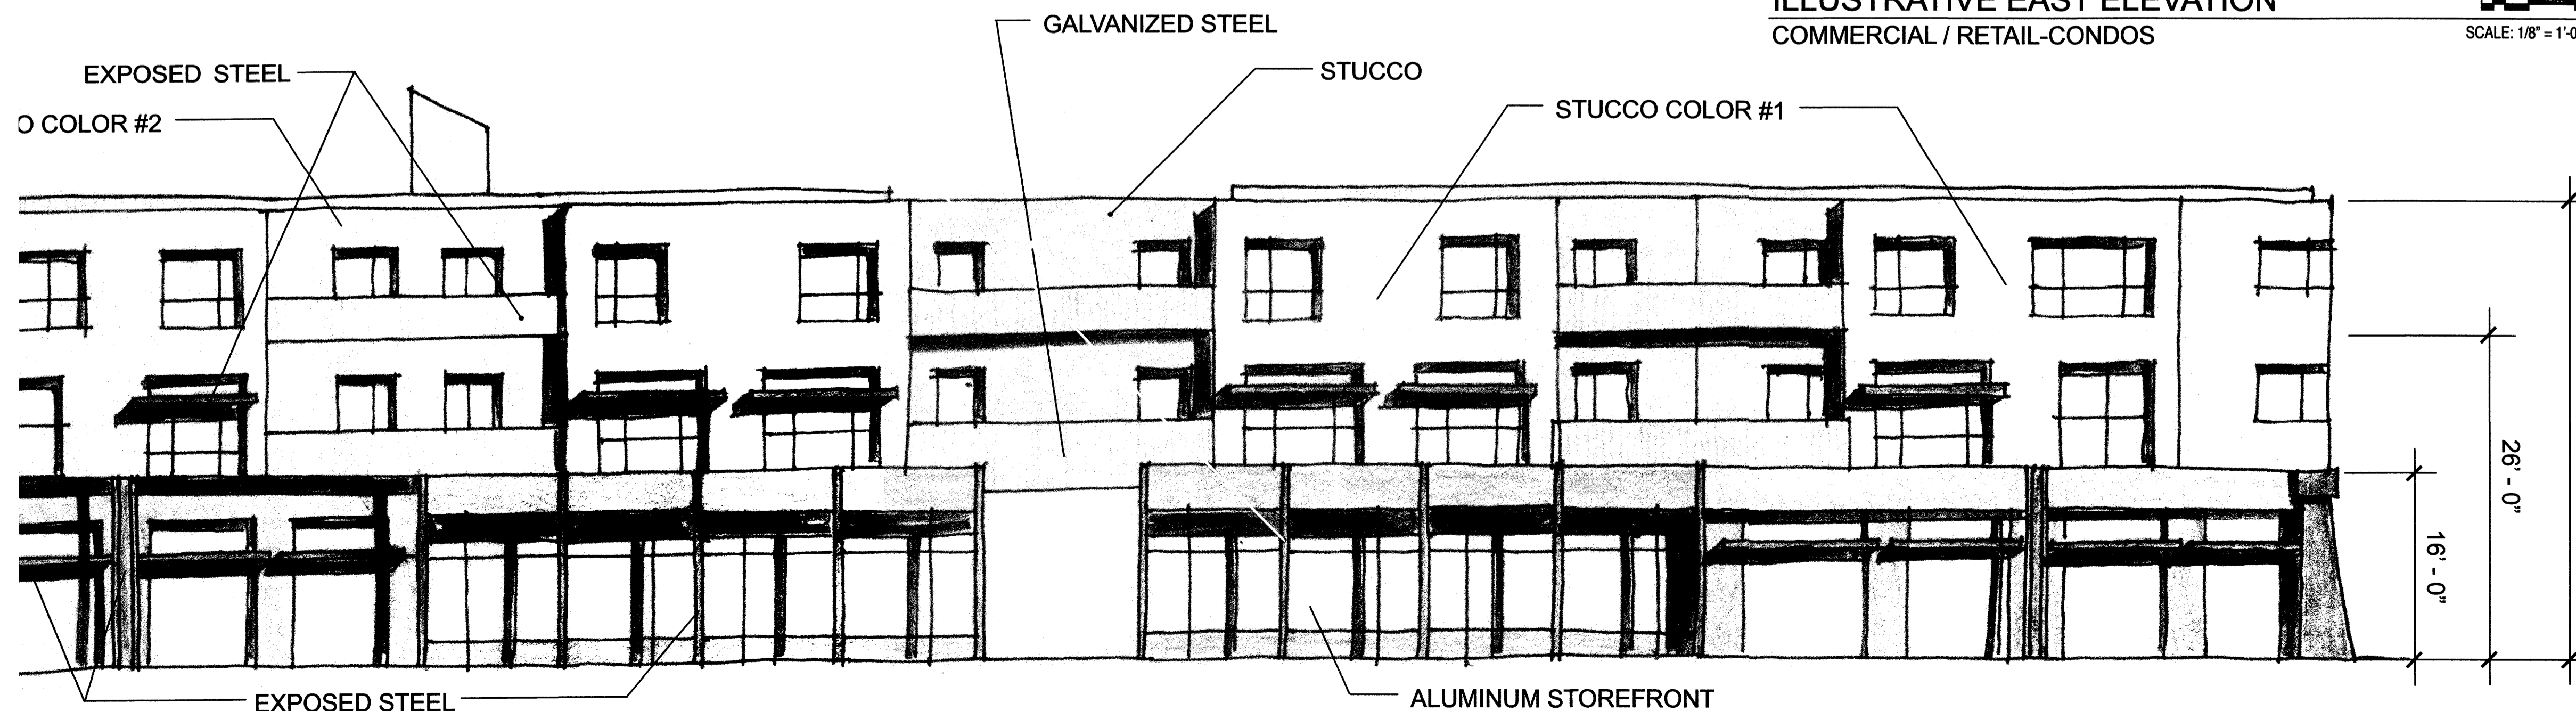 ILLUSTRATIVE EAST ELEVATION
COMMERCIAL / RETAIL-CONDOS
SCALE: 1/8" = 1'-0
GALVANIZED STEEL
STUCCO
EXPOSED STEEL
STUCCO COLOR #1
O COLOR #2
26' - 0"
16' - 0"
EXPOSED STEEL
ALUMINUM STOREFRONT